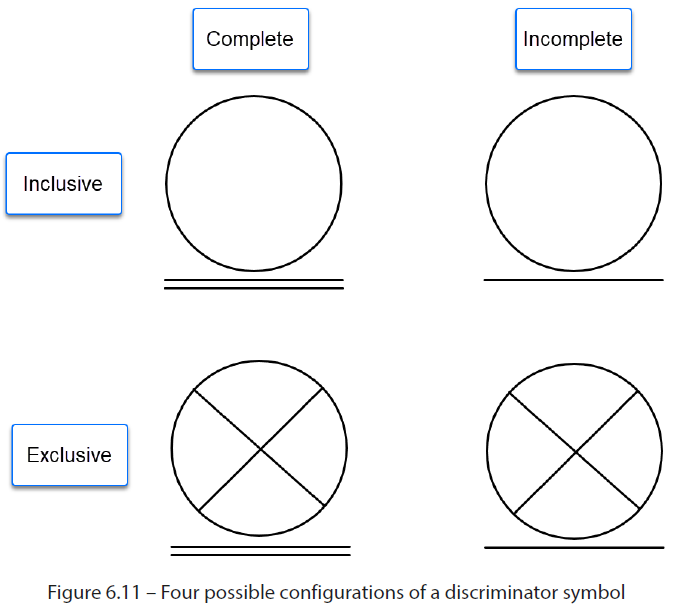 Complete
Incomplete
Inclusive
Exclusive
Figure 6.11 – Four possible configurations of a discriminator symbol